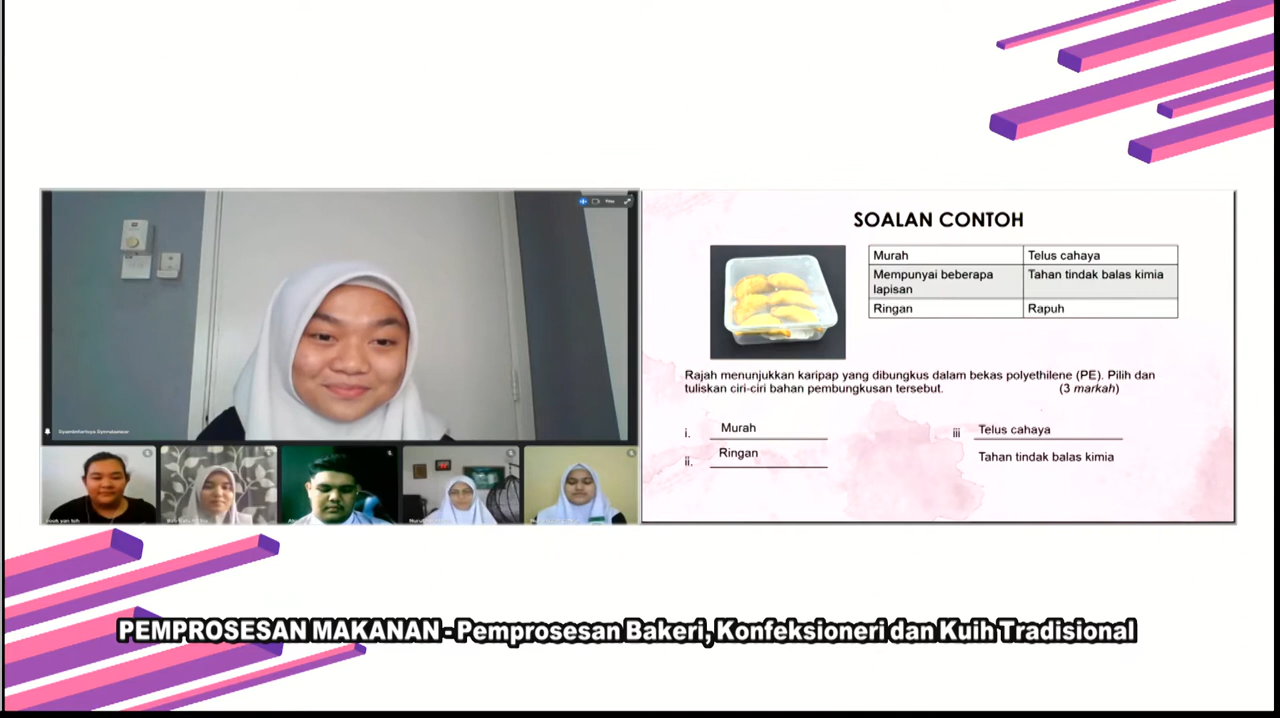 View
SOALAN CONTOH
Murah
Telus cahaya
Mempunyai beberapa lapisan
Tahan tindak balas kimia
Ringan
Rapuh
Rajah menunjukkan karipap yang dibungkus dalam bekas polyethilene (PE). Pilih dan
tuliskan ciri-ciri bahan pembungkusan tersebut. (3 markah)
i. Murah
iii Telus cahaya
ii. Ringan
Tahan tindak balas kimia
PEMPROSESAN MAKANAN - Pemprosesan Bakeri, Konfeksioneri dan Kuih Tradisional